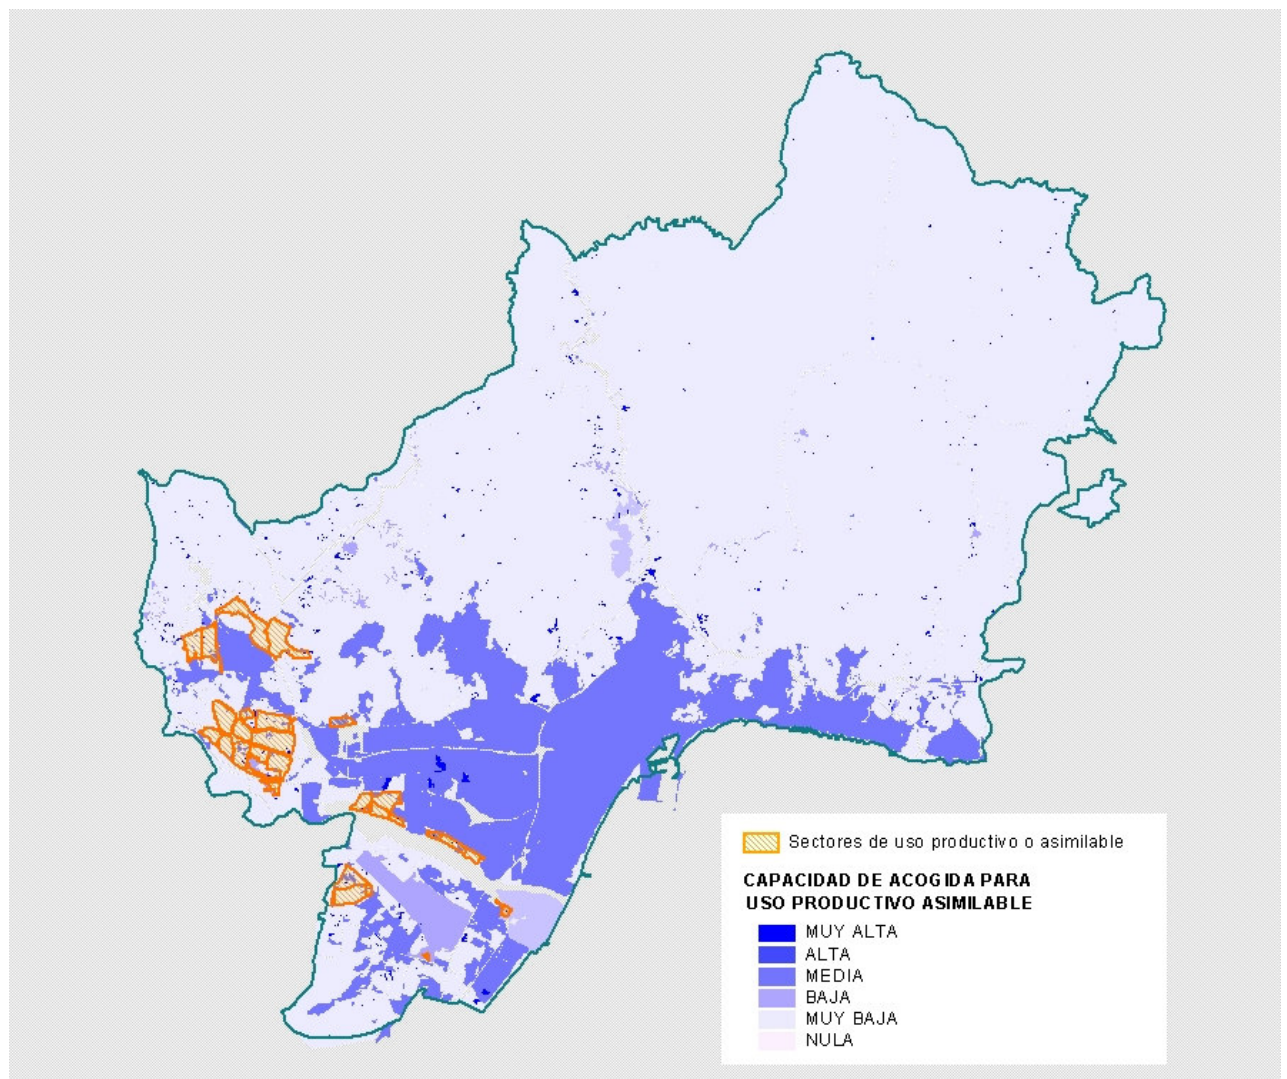 Sectores de uso productivo o asimilable
CAPACIDAD DE ACOGIDA PARA
USO PRODUCTIVO ASIMILABLE
MUY ALTA
ALTA
MEDIA
BAJA
MUY BAJA
NULA